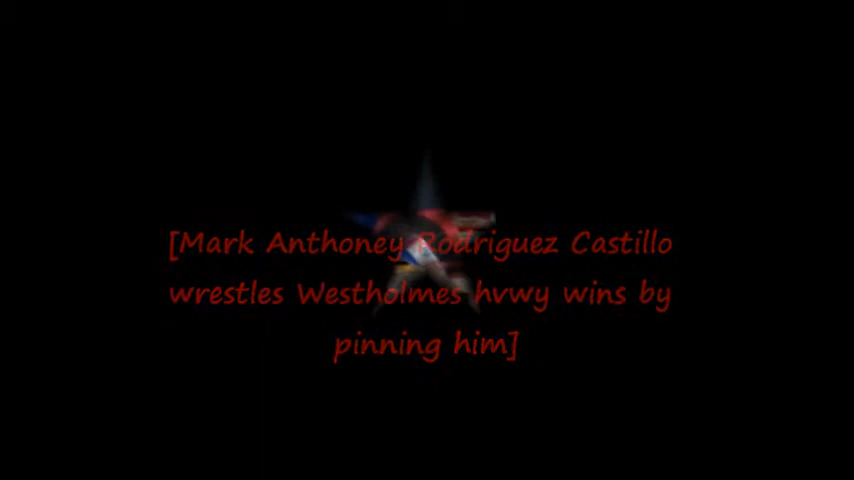 [Mark Anthoney Rodriguez Castillo
wrestles Westholmes hvwy wins by
pinning him]